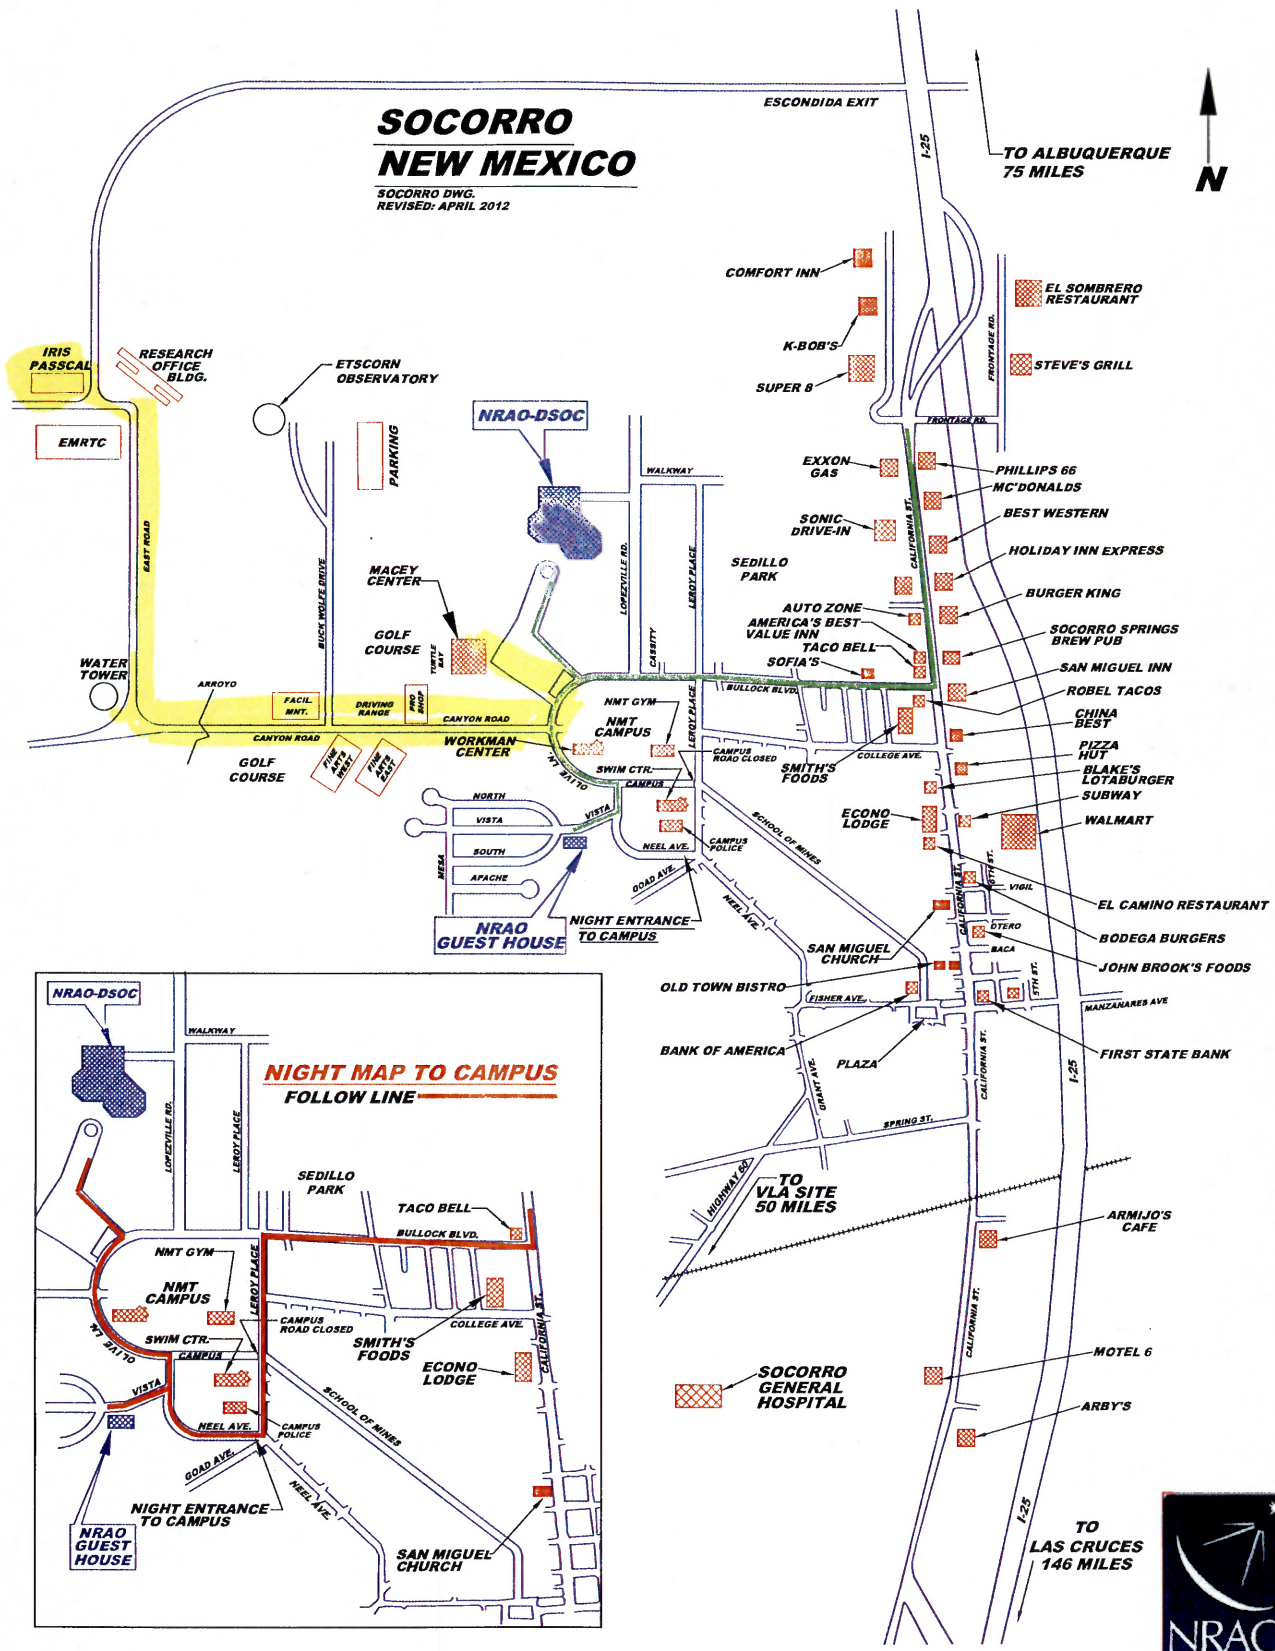 SOCORRO
NEW MEXICO
SOCORRO DWG.
REVISED: APRIL 2012
ESCONDIDA EXIT
I-25
TO ALBUQUERQUE
75 MILES
N
COMFORT INN
K-BOB'S
SUPER 8
EL SOMBRERO
RESTAURANT
FRONTAGE RD.
STEVE'S GRILL
FRONTAGE RD.
IRIS
PASSCAL
RESEARCH
OFFICE
BLDG.
ETSCORN
OBSERVATORY
NRAO-DSOC
EMRTC
PARKING
WALKWAY
EXXON
GAS
PHILLIPS 66
MC'DONALDS
CALIFORNIA ST.
SONIC
DRIVE-IN
BEST WESTERN
HOLIDAY INN EXPRESS
SEDILLO
PARK
EAST ROAD
BUCK WOLFE DRIVE
MACEY
CENTER
LOPEZVILLE RD.
LEROY PLACE
BURGER KING
AUTO ZONE
AMERICA'S BEST
VALUE INN
TACO BELL
SOFIA'S
SOCORRO SPRINGS
BREW PUB
GOLF
COURSE
TURTLE
BAY
CASSITY
WATER
TOWER
SAN MIGUEL INN
ARROYO
BULLOCK BLVD.
ROBEL TACOS
FACIL.
MNT.
DRIVING
RANGE
PRO
SHOP
CANYON ROAD
NMT GYM
NMT
CAMPUS
LEROY PLACE
CHINA
BEST
CANYON ROAD
WORKMAN
CENTER
CAMPUS
ROAD CLOSED
COLLEGE AVE.
PIZZA
HUT
GOLF
COURSE
FINE
ARTS
WEST
FINE
ARTS
EAST
OLIVE LN.
SWIM CTR.
CAMPUS
SMITH'S
FOODS
BLAKE'S
LOTABURGER
SUBWAY
NORTH
VISTA
SOUTH
APACHE
MESA
VISTA
ECONO
LODGE
WALMART
CAMPUS
POLICE
NEEL AVE.
GOAD AVE.
SCHOOL OF MINES
NEEL AVE.
CALIFORNIA ST.
6TH ST.
VIGIL
EL CAMINO RESTAURANT
NRAO
GUEST HOUSE
NIGHT ENTRANCE
TO CAMPUS
OTERO
BACA
BODEGA BURGERS
SAN MIGUEL
CHURCH
JOHN BROOK'S FOODS
OLD TOWN BISTRO
5TH ST.
FISHER AVE.
MANZANARES AVE
BANK OF AMERICA
PLAZA
FIRST STATE BANK
GRANT AVE.
CALIFORNIA ST.
I-25
SPRING ST.
HIGHWAY 60
TO
VLA SITE
50 MILES
ARMIJO'S
CAFE
CALIFORNIA ST.
MOTEL 6
SOCORRO
GENERAL
HOSPITAL
ARBY'S
I-25
TO
LAS CRUCES
146 MILES
NRAO-DSOC
WALKWAY
NIGHT MAP TO CAMPUS
FOLLOW LINE
LOPEZVILLE RD.
LEROY PLACE
SEDILLO
PARK
TACO BELL
BULLOCK BLVD.
NMT GYM
NMT
CAMPUS
LEROY PLACE
CAMPUS
ROAD CLOSED
COLLEGE AVE.
CALIFORNIA ST.
OLIVE LN
SWIM CTR.
CAMPUS
SMITH'S
FOODS
ECONO
LODGE
VISTA
SCHOOL OF MINES
NEEL AVE.
CAMPUS
POLICE
GOAD AVE.
NEEL AVE.
NIGHT ENTRANCE
TO CAMPUS
NRAO
GUEST
HOUSE
SAN MIGUEL
CHURCH
NRAO